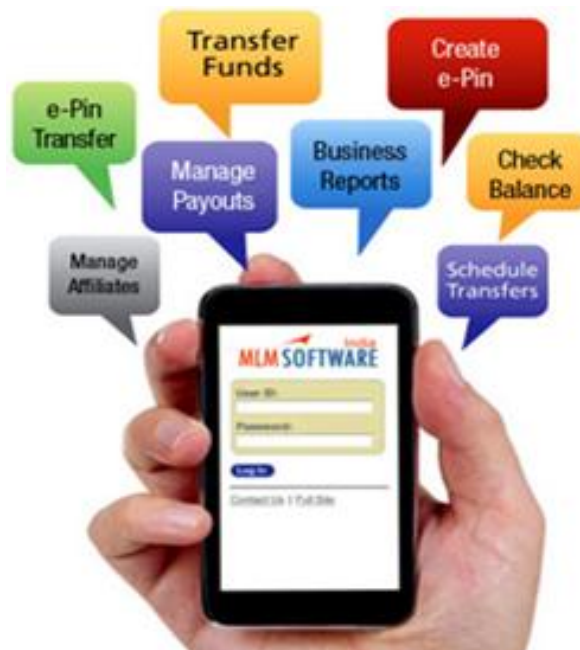 Transfer
Funds
Create
e-Pin
e-Pin
Transfer
Manage
Payouts
Business
Reports
Check
Balance
Manage
Affiliates
Schedule
Transfers
India
MLM SOFTWARE
User ID:
Password:
Log In
Contact Us | Full Site